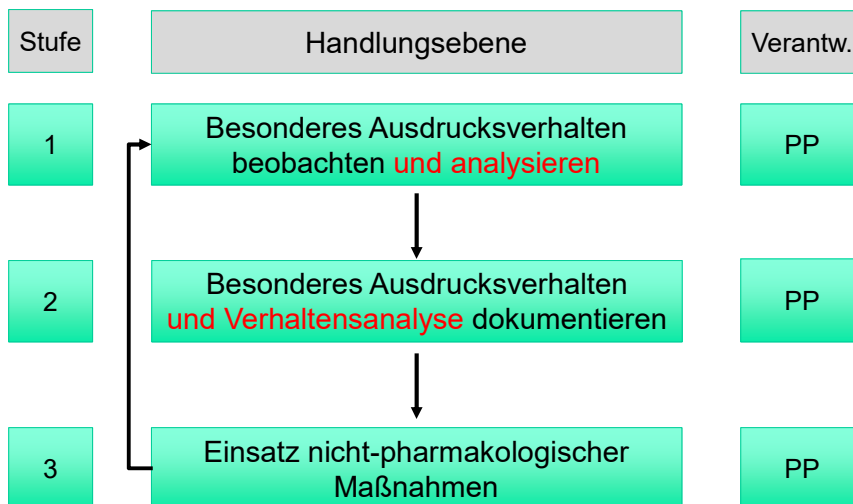 Stufe
Handlungsebene
Verantw.
1
Besonderes Ausdrucksverhalten
beobachten und analysieren
PP
2
Besonderes Ausdrucksverhalten
und Verhaltensanalyse dokumentieren
PP
3
Einsatz nicht-pharmakologischer
Maßnahmen
PP